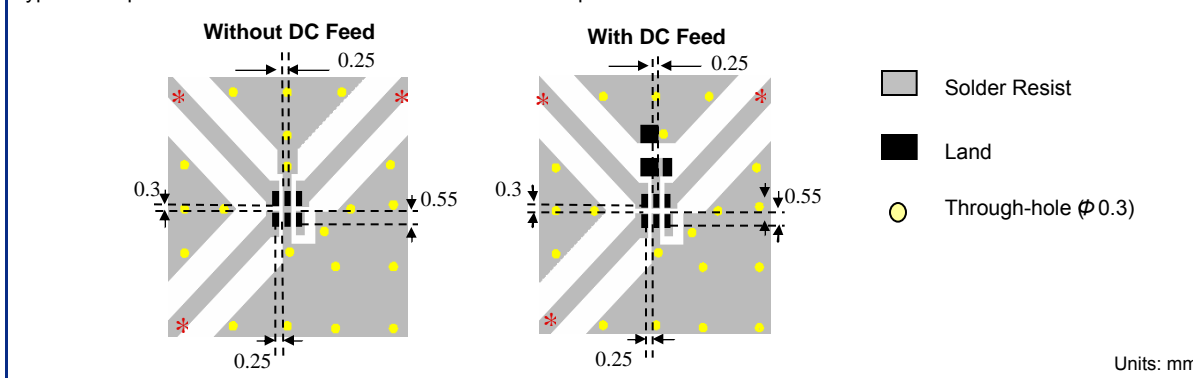 Without DC Feed
0.25
*
*
0.3
0.55
*
0.25
With DC Feed
0.25
*
*
0.3
0.55
*
0.25
Solder Resist
Land
Through-hole (Φ 0.3)
Units: mm